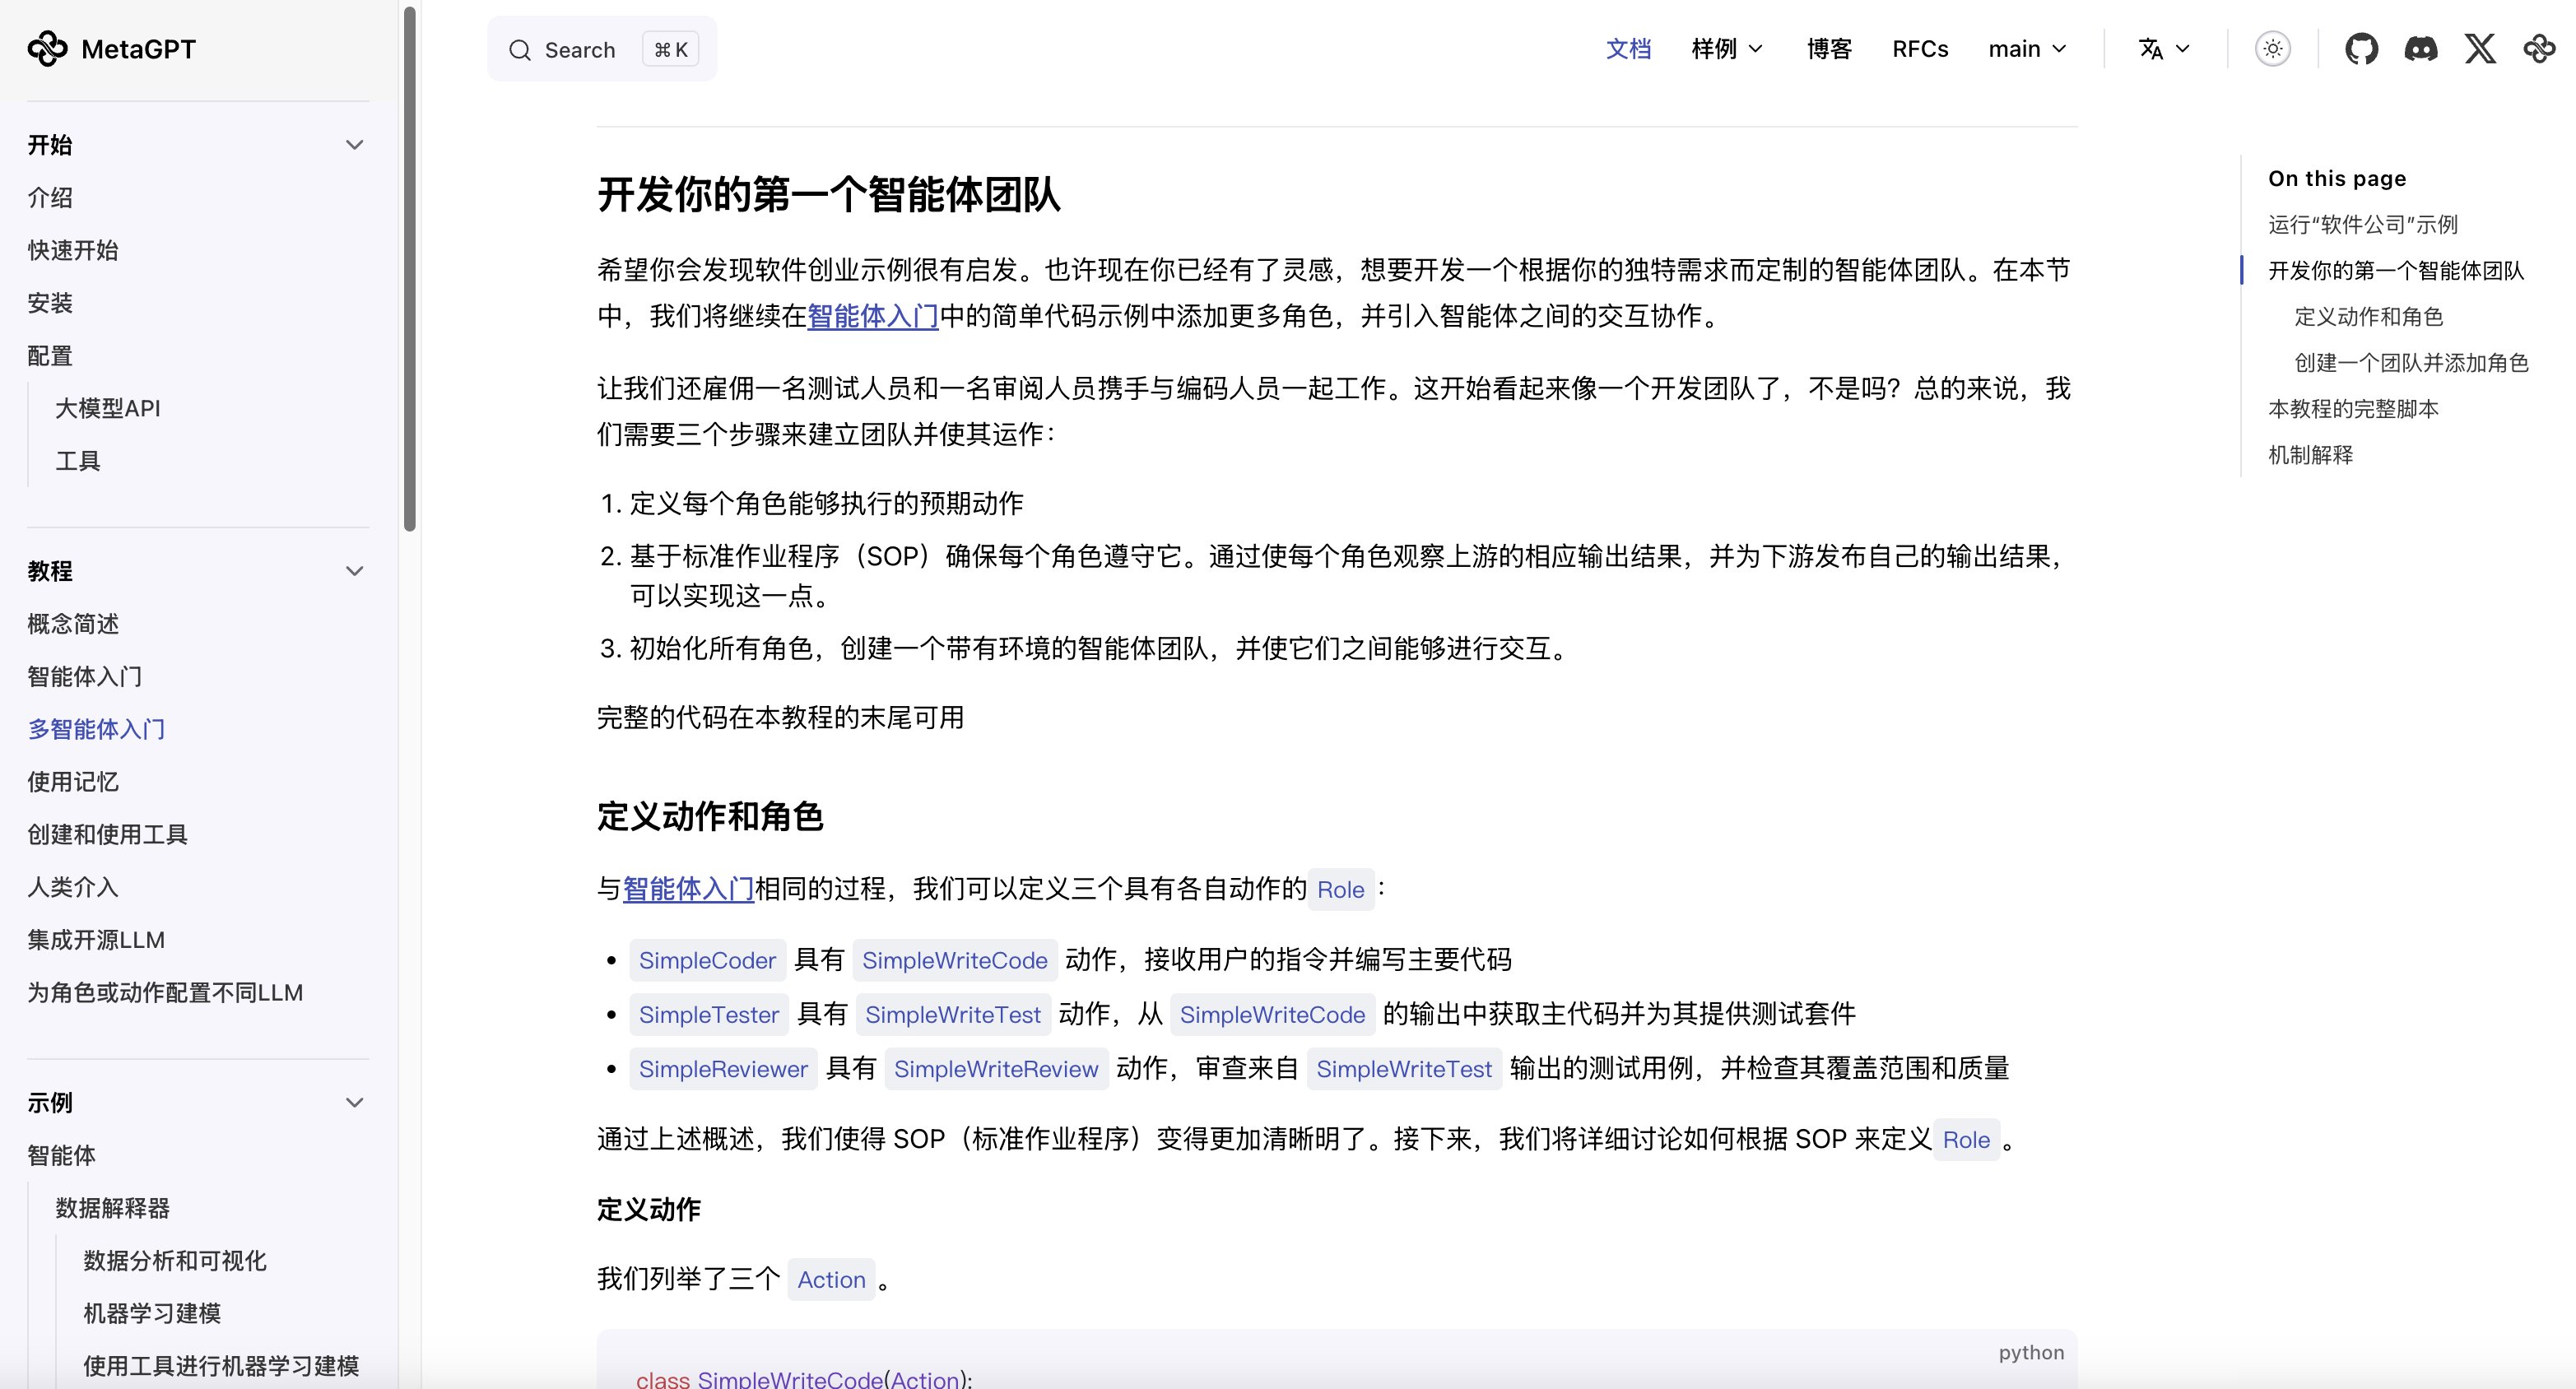 MetaGPT
Search ⌘ K
文档 样例 博客 RFCs main
开始
介绍
快速开始
安装
配置
大模型API
工具
教程
概念简述
智能体入门
多智能体入门
使用记忆
创建和使用工具
人类介入
集成开源LLM
为角色或动作配置不同LLM
示例
智能体
数据解释器
数据分析和可视化
机器学习建模
使用工具进行机器学习建模
开发你的第一个智能体团队
希望你会发现软件创业示例很有启发。也许现在你已经有了灵感，想要开发一个根据你的独特需求而定制的智能体团队。在本节
中，我们将继续在智能体入门中的简单代码示例中添加更多角色，并引入智能体之间的交互协作。
让我们还雇佣一名测试人员和一名审阅人员携手与编码人员一起工作。这开始看起来像一个开发团队了，不是吗？总的来说，我
们需要三个步骤来建立团队并使其运作：
1. 定义每个角色能够执行的预期动作
2. 基于标准作业程序（SOP）确保每个角色遵守它。通过使每个角色观察上游的相应输出结果，并为下游发布自己的输出结果，
可以实现这一点。
3. 初始化所有角色，创建一个带有环境的智能体团队，并使它们之间能够进行交互。
完整的代码在本教程的末尾可用
定义动作和角色
与智能体入门相同的过程，我们可以定义三个具有各自动作的 Role ：
• SimpleCoder 具有 SimpleWriteCode 动作，接收用户的指令并编写主要代码
• SimpleTester 具有 SimpleWriteTest 动作，从 SimpleWriteCode 的输出中获取主代码并为其提供测试套件
• SimpleReviewer 具有 SimpleWriteReview 动作，审查来自 SimpleWriteTest 输出的测试用例，并检查其覆盖范围和质量
通过上述概述，我们使得 SOP（标准作业程序）变得更加清晰明了。接下来，我们将详细讨论如何根据 SOP 来定义 Role 。
定义动作
我们列举了三个 Action 。
python
class SimpleWriteCode(Action):
On this page
运行“软件公司”示例
开发你的第一个智能体团队
定义动作和角色
创建一个团队并添加角色
本教程的完整脚本
机制解释